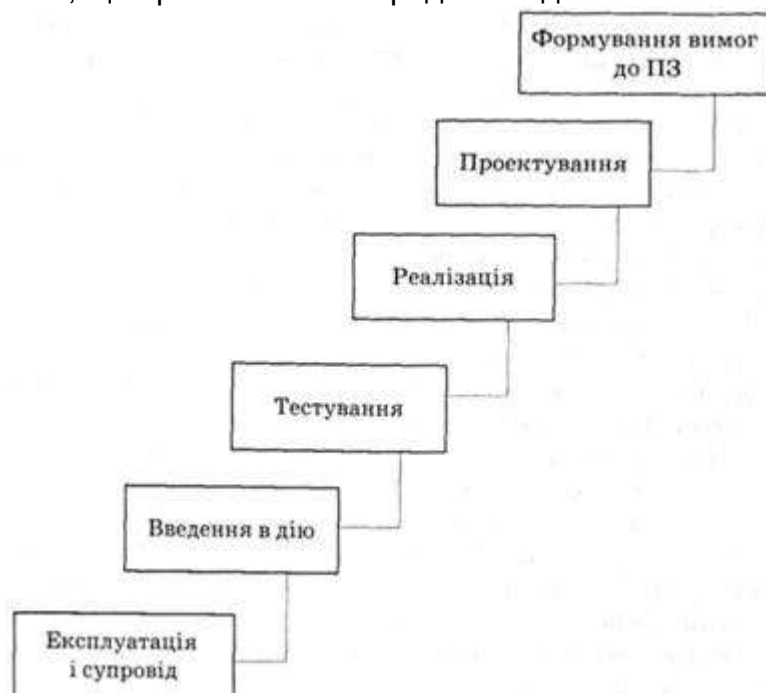 Формування вимог
до ПЗ
Проектування
Реалізація
Тестування
Введення в дію
Експлуатація
і супровід